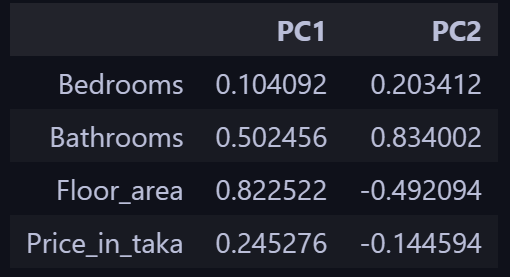 PC1 PC2
Bedrooms 0.104092 0.203412
Bathrooms 0.502456 0.834002
Floor_area 0.822522 -0.492094
Price_in_taka 0.245276 -0.144594